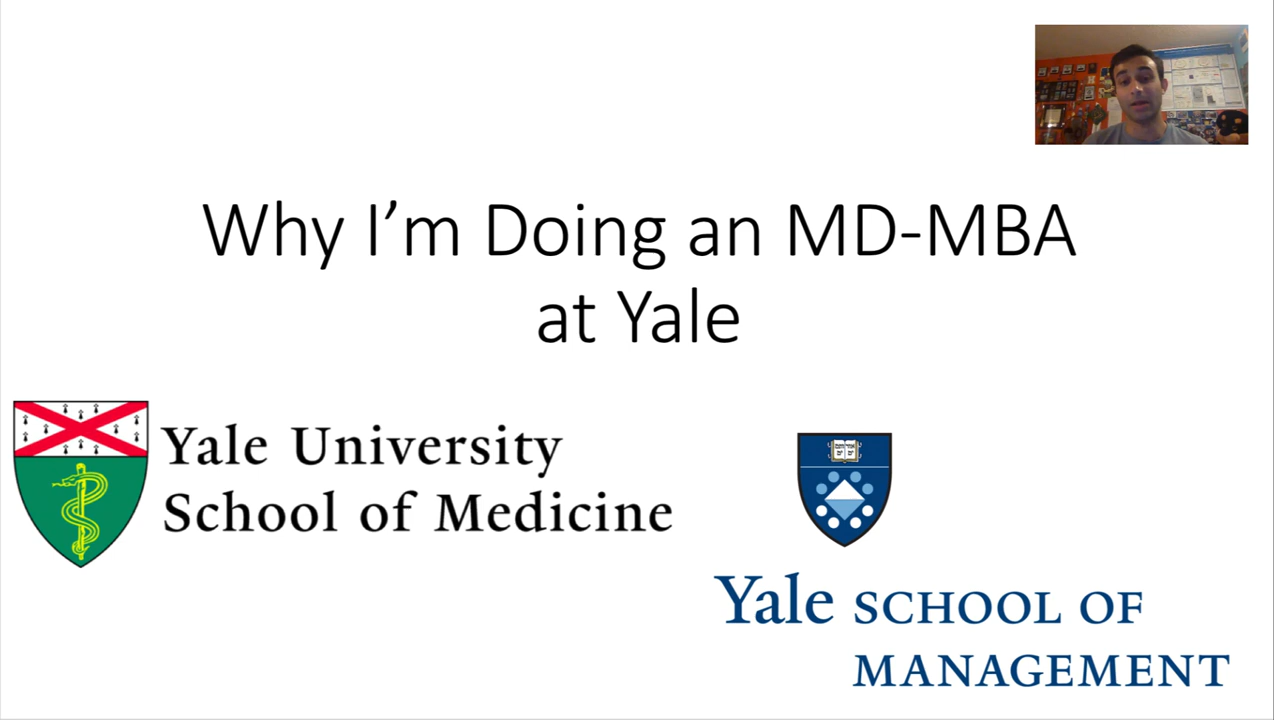 Why I’m Doing an MD-MBA
at Yale
Yale University
School of Medicine
Yale SCHOOL OF
MANAGEMENT